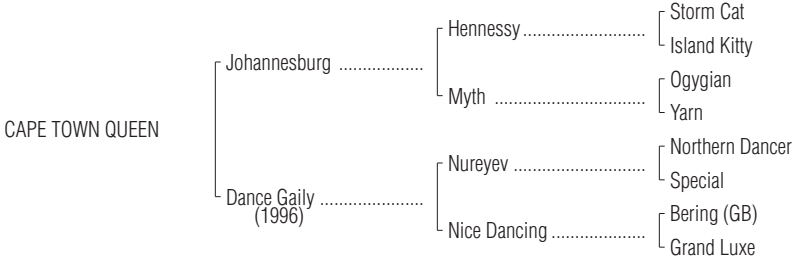 Storm Cat
Hennessy ..........................
Island Kitty
Johannesburg ..................
Ogygian
Myth ................................
Yarn
CAPE TOWN QUEEN
Northern Dancer
Nureyev ............................
Special
Dance Gaily ......................
(1996)
Bering (GB)
Nice Dancing ....................
Grand Luxe